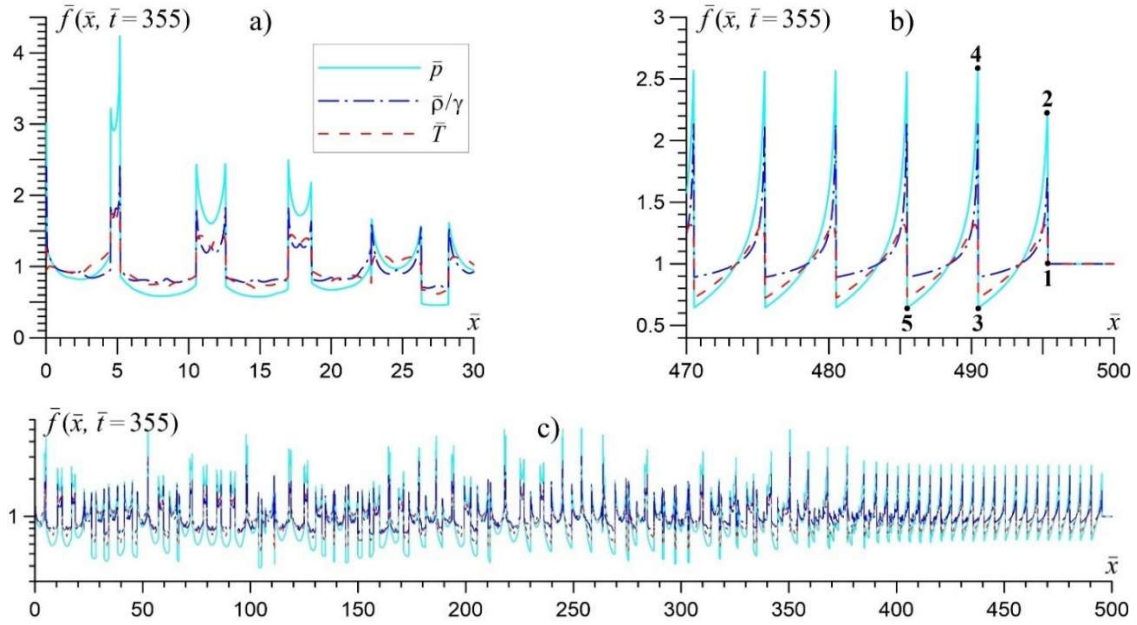 f̄(x̄, t̄ = 355) a)
p̄
ρ̄/γ
T̄
4
3
2
1
0
x̄
0 5 10 15 20 25 30
f̄(x̄, t̄ = 355) b)
3
2.5
2
1.5
1
0.5
4
2
1
5 3
x̄
470 480 490 500
f̄(x̄, t̄ = 355) c)
1
x̄
0 50 100 150 200 250 300 350 400 450 500